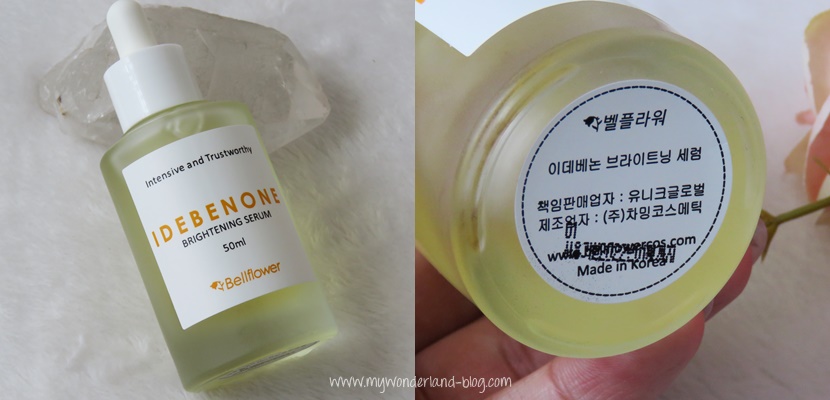 Intensive and Trustworthy
IDEBENONE
BRIGHTENING SERUM
50ml
Bellflower
벨플라워
이데베논 브라이트닝 세럼
책임판매업자 : 유니크글로벌
제조업자 : (주)차밍코스메틱
Made in Korea
www.mywonderland-blog.com